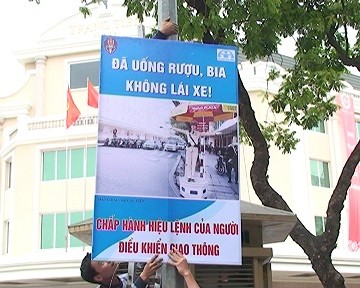 ĐÃ UỐNG RƯỢU, BIA
KHÔNG LÁI XE!
CHẤP HÀNH HIỆU LỆNH CỦA NGƯỜI
ĐIỀU KHIỂN GIAO THÔNG